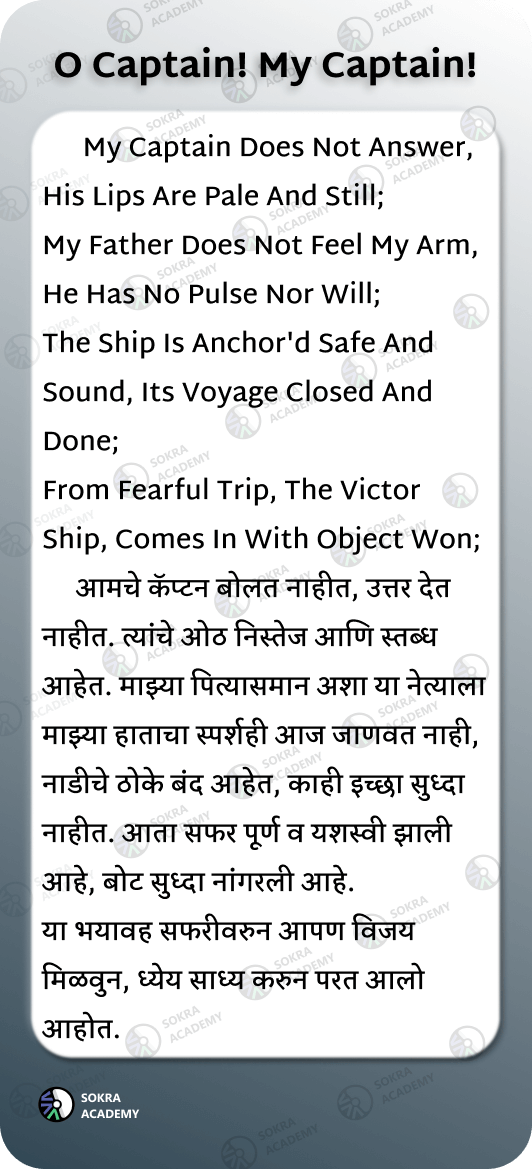 O Captain! My Captain!
My Captain Does Not Answer,
His Lips Are Pale And Still;
My Father Does Not Feel My Arm,
He Has No Pulse Nor Will;
The Ship Is Anchor'd Safe And
Sound, Its Voyage Closed And
Done;
From Fearful Trip, The Victor
Ship, Comes In With Object Won;
आमचे कॅप्टन बोलत नाहीत, उत्तर देत
नाहीत. त्यांचे ओठ निस्तेज आणि स्तब्ध
आहेत. माझ्या पित्यासमान अशा या नेत्याला
माझ्या हाताचा स्पर्शही आज जाणवत नाही,
नाडीचे ठोके बंद आहेत, काही इच्छा सुध्दा
नाहीत. आता सफर पूर्ण व यशस्वी झाली
आहे, बोट सुध्दा नांगरली आहे.
या भयावह सफरीवरुन आपण विजय
मिळवुन, ध्येय साध्य करुन परत आलो
आहोत.
SOKRA
ACADEMY